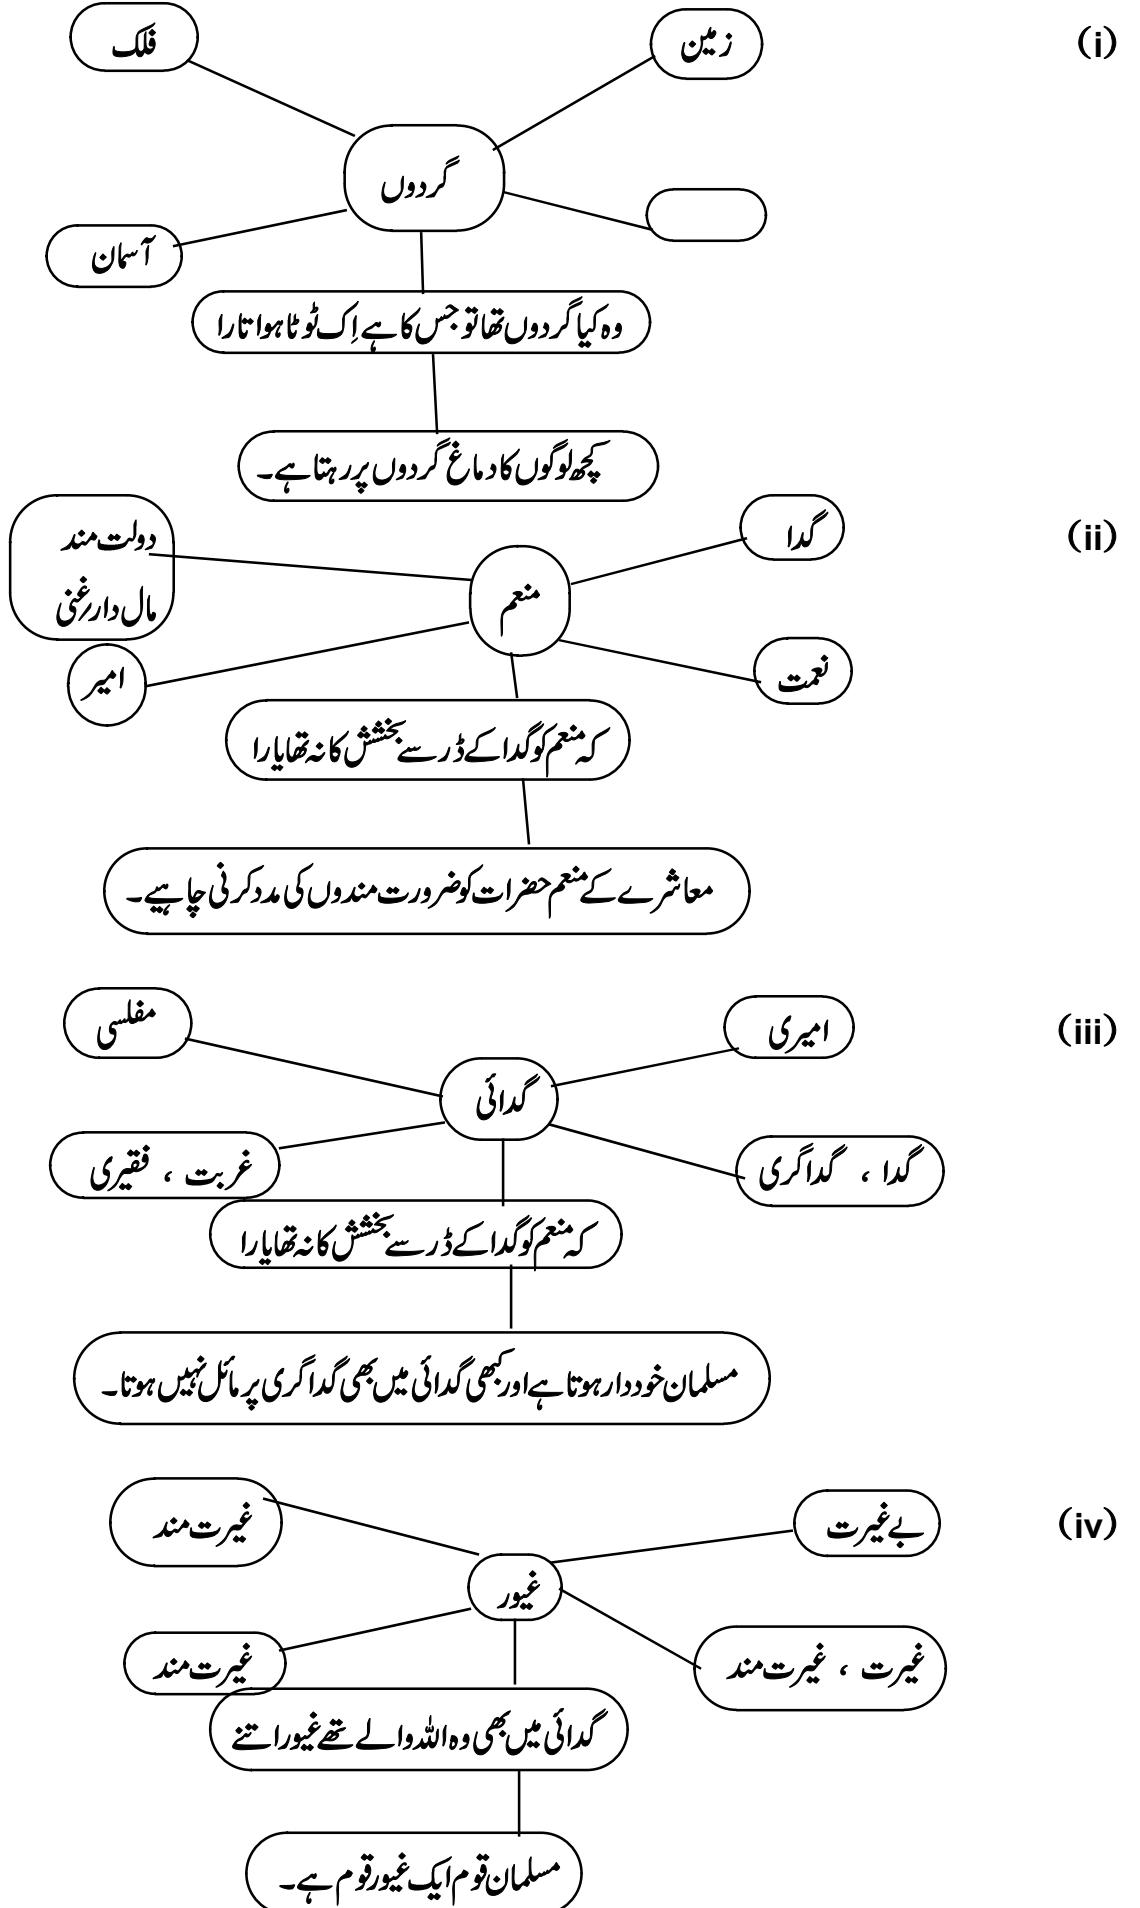 (i)
زمین
فلک
گردوں
آسمان
وہ کیا گردوں تھا تو جس کا ہے اِک ٹوٹا ہوا تارا
کچھ لوگوں کا دماغ گردوں پر رہتا ہے۔
(ii)
گدا
دولت مند
مال دار؍غنی
منعم
نعمت
امیر
کہ منعم کو گدا کے ڈر سے بخشش کا نہ تھا یارا
معاشرے کے منعم حضرات کو ضرورت مندوں کی مدد کرنی چاہیے۔
(iii)
امیری
مفلسی
گدائی
گدا ، گداگری
غربت ، فقیری
کہ منعم کو گدا کے ڈر سے بخشش کا نہ تھا یارا
مسلمان خوددار ہوتا ہے اور کبھی گدائی میں بھی گداگری پر مائل نہیں ہوتا۔
(iv)
بے غیرت
غیرت مند
غیور
غیرت ، غیرت مند
غیرت مند
گدائی میں بھی وہ اللہ والے تھے غیور اتنے
مسلمان قوم ایک غیور قوم ہے۔